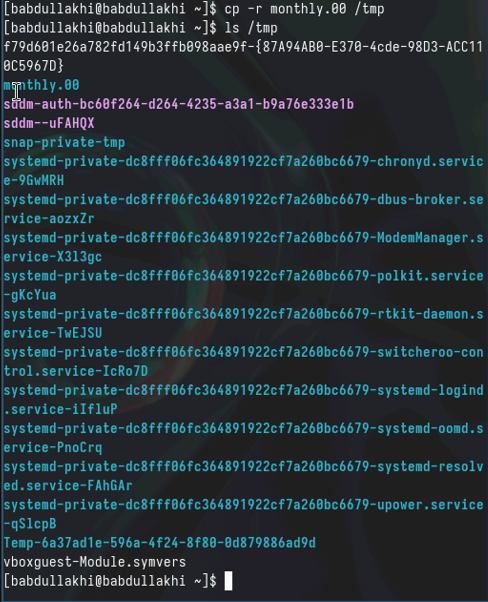 [babdullakhi@babdullakhi ~]$ cp -r monthly.00 /tmp
[babdullakhi@babdullakhi ~]$ ls /tmp
f79d601e26a782fd149b3ffb098aae9f-{87A94AB0-E370-4cde-98D3-ACC11
0C5967D}
monthly.00
sddm-auth-bc60f264-d264-4235-a3a1-b9a76e333e1b
sddm--uFAHQX
snap-private-tmp
systemd-private-dc8fff06fc364891922cf7a260bc6679-chronyd.servic
e-9GwMRH
systemd-private-dc8fff06fc364891922cf7a260bc6679-dbus-broker.se
rvice-aozxZr
systemd-private-dc8fff06fc364891922cf7a260bc6679-ModemManager.s
ervice-X3l3gc
systemd-private-dc8fff06fc364891922cf7a260bc6679-polkit.service
-gKcYua
systemd-private-dc8fff06fc364891922cf7a260bc6679-rtkit-daemon.s
ervice-TwEJSU
systemd-private-dc8fff06fc364891922cf7a260bc6679-switcheroo-con
trol.service-IcRo7D
systemd-private-dc8fff06fc364891922cf7a260bc6679-systemd-logind
.service-iIfluP
systemd-private-dc8fff06fc364891922cf7a260bc6679-systemd-oomd.s
ervice-PnoCrq
systemd-private-dc8fff06fc364891922cf7a260bc6679-systemd-resolv
ed.service-FAhGAr
systemd-private-dc8fff06fc364891922cf7a260bc6679-upower.service
-qSlcpB
Temp-6a37ad1e-596a-4f24-8f80-0d879886ad9d
vboxguest-Module.symvers
[babdullakhi@babdullakhi ~]$